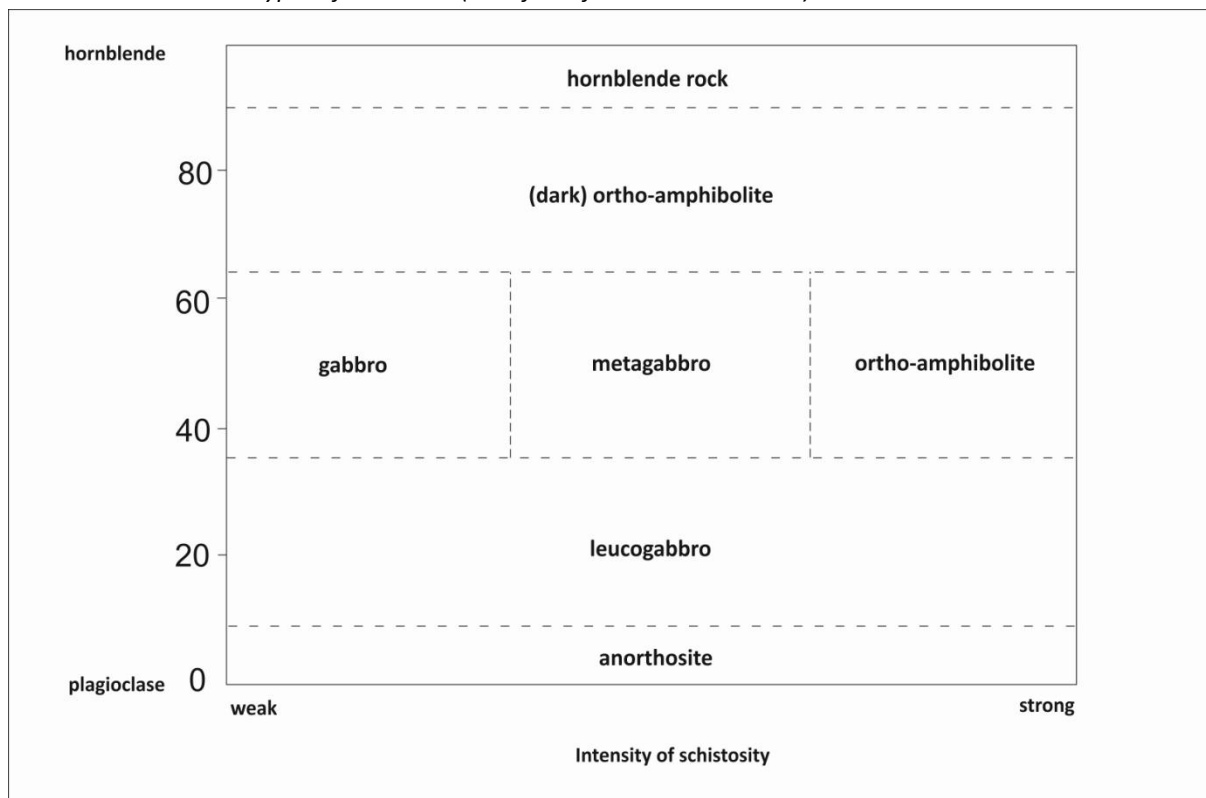 hornblende
hornblende rock
80
(dark) ortho-amphibolite
60
gabbro
metagabbro
ortho-amphibolite
40
20
leucogabbro
anorthosite
plagioclase 0
weak
strong
Intensity of schistosity